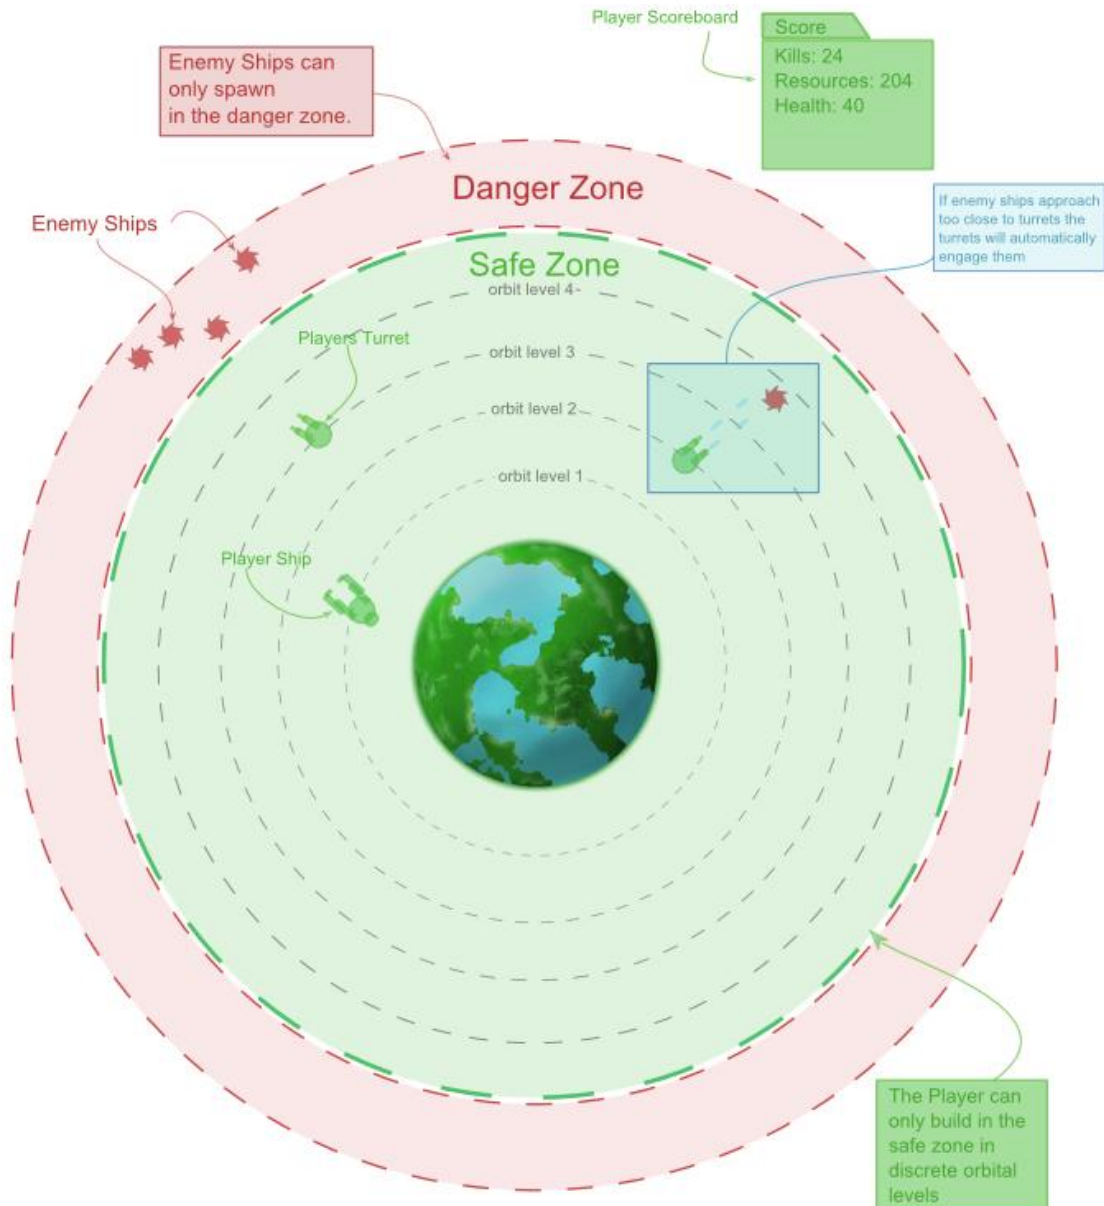 Player Scoreboard
Score
Kills: 24
Resources: 204
Health: 40
Enemy Ships can
only spawn
in the danger zone.
Danger Zone
If enemy ships approach
too close to turrets the
turrets will automatically
engage them
Enemy Ships
Safe Zone
orbit level 4-
Players Turret
orbit level 3
orbit level 2
orbit level 1
Player Ship
The Player can
only build in the
safe zone in
discrete orbital
levels